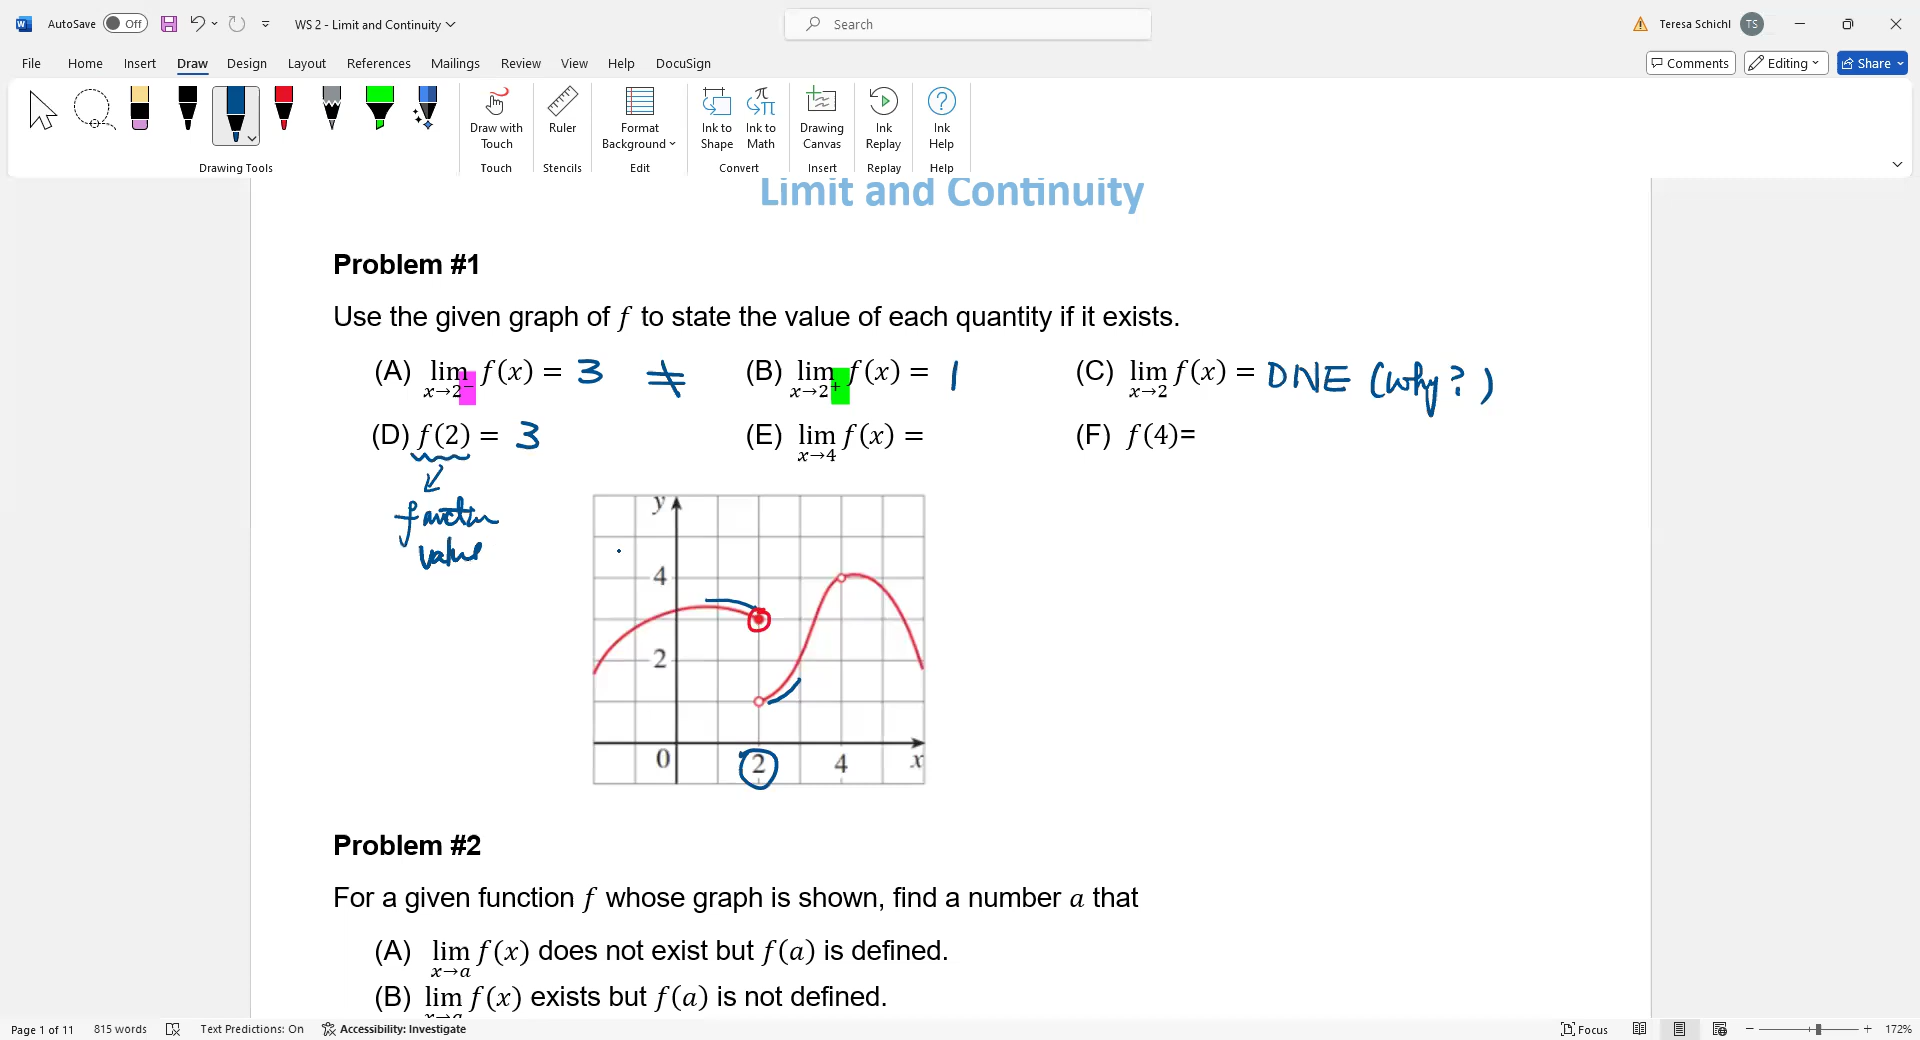 AutoSave Off WS 2 - Limit and Continuity Search Teresa Schichl TS
File Home Insert Draw Design Layout References Mailings Review View Help DocuSign Comments Editing Share
Draw with Touch
Ruler
Format Background
Ink to Shape
Ink to Math
Drawing Canvas
Ink Replay
Ink Help
Drawing Tools Touch Stencils Edit Convert Insert Replay Help
Limit and Continuity
Problem #1
Use the given graph of f to state the value of each quantity if it exists.
(A) lim x→2⁻ f(x) = 3 ≠ (B) lim x→2⁺ f(x) = 1 (C) lim x→2 f(x) = DNE (why?)
(D) f(2) = 3 (E) lim x→4 f(x) = (F) f(4)=
function
value
y
4
2
0 2 4 x
Problem #2
For a given function f whose graph is shown, find a number a that
(A) lim x→a f(x) does not exist but f(a) is defined.
(B) lim x→a f(x) exists but f(a) is not defined.
Page 1 of 11 815 words Text Predictions: On Accessibility: Investigate Focus 172%